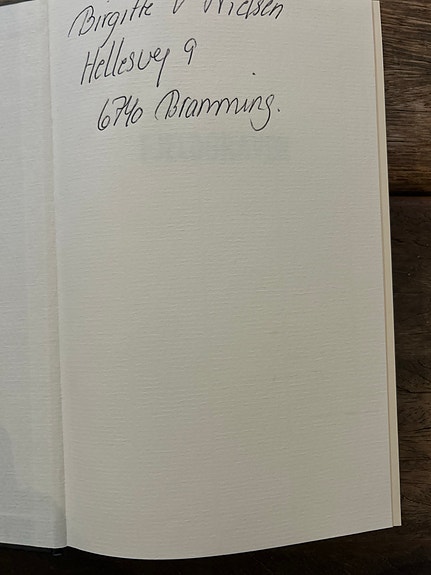 Birgitte V Nielsen
Hellesvej 9
6740 Bramming.